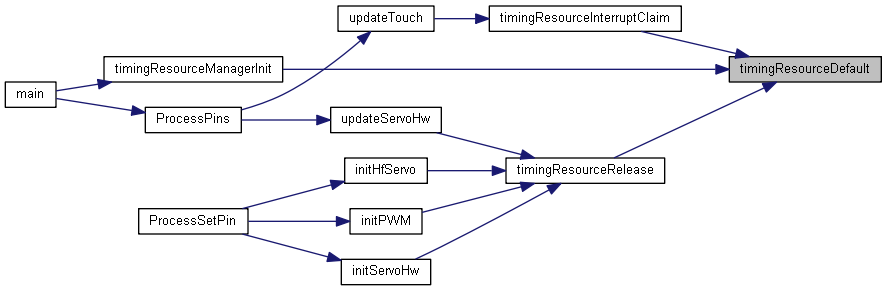 updateTouch
timingResourceInterruptClaim
timingResourceManagerInit
timingResourceDefault
main
ProcessPins
updateServoHw
initHfServo
timingResourceRelease
ProcessSetPin
initPWM
initServoHw